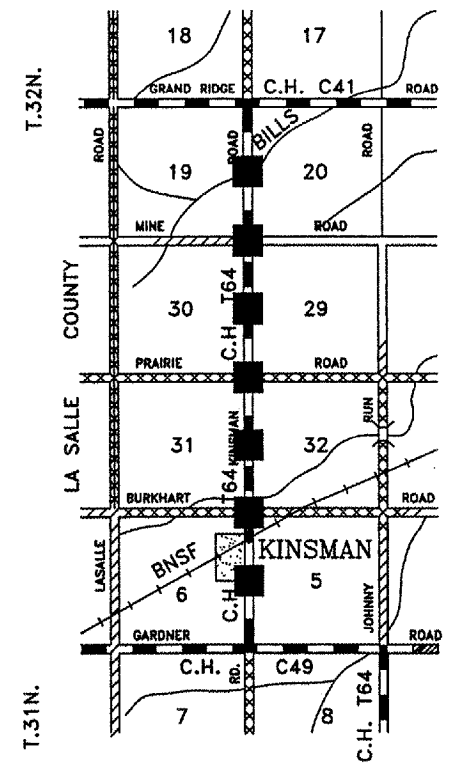 18 17
GRAND RIDGE C.H. C41 ROAD
T.32N.
ROAD ROAD BILLS ROAD
19 20
MINE ROAD
COUNTY
30 C.H. T64 29
PRAIRIE ROAD
LA SALLE
31 KINSMAN 32 RUN
T64
BURKHART ROAD
LASALLE BNSF KINSMAN
6 C.H. 5 JOHNNY
GARDNER ROAD
C.H. RD. C49
T.31N.
7 8 C.H. T64